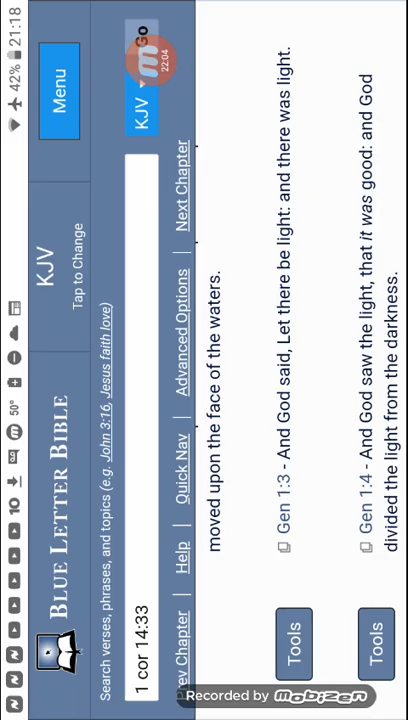 50° 42% 21:18
BLUE LETTER BIBLE
KJV
Tap to Change
Menu
Search verses, phrases, and topics (e.g. John 3:16, Jesus faith love)
1 cor 14:33
KJV
Go
22:04
Prev Chapter | Help | Quick Nav | Advanced Options | Next Chapter
moved upon the face of the waters.
Tools
Gen 1:3 - And God said, Let there be light: and there was light.
Tools
Gen 1:4 - And God saw the light, that it was good: and God
divided the light from the darkness.
Recorded by mobizen